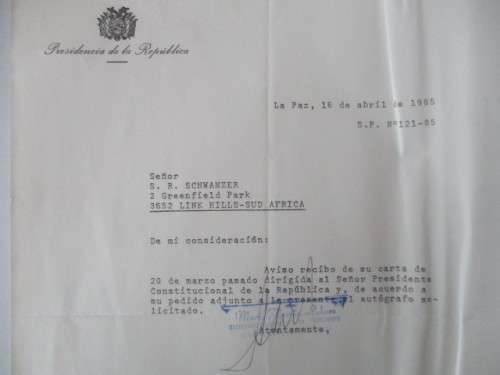 Presidencia de la República
La Paz, 16 de abril de 1985
S.P. Nº121-85
Señor
S. R. SCHWANZER
2 Greenfield Park
3652 LINK HILLS-SUD AFRICA
De mi consideración:
Aviso recibo de su carta de
20 de marzo pasado dirigida al Señor Presidente
Constitucional de la República y, de acuerdo a
su pedido adjunto a la presente el autógrafo so-
licitado.
Atentamente,